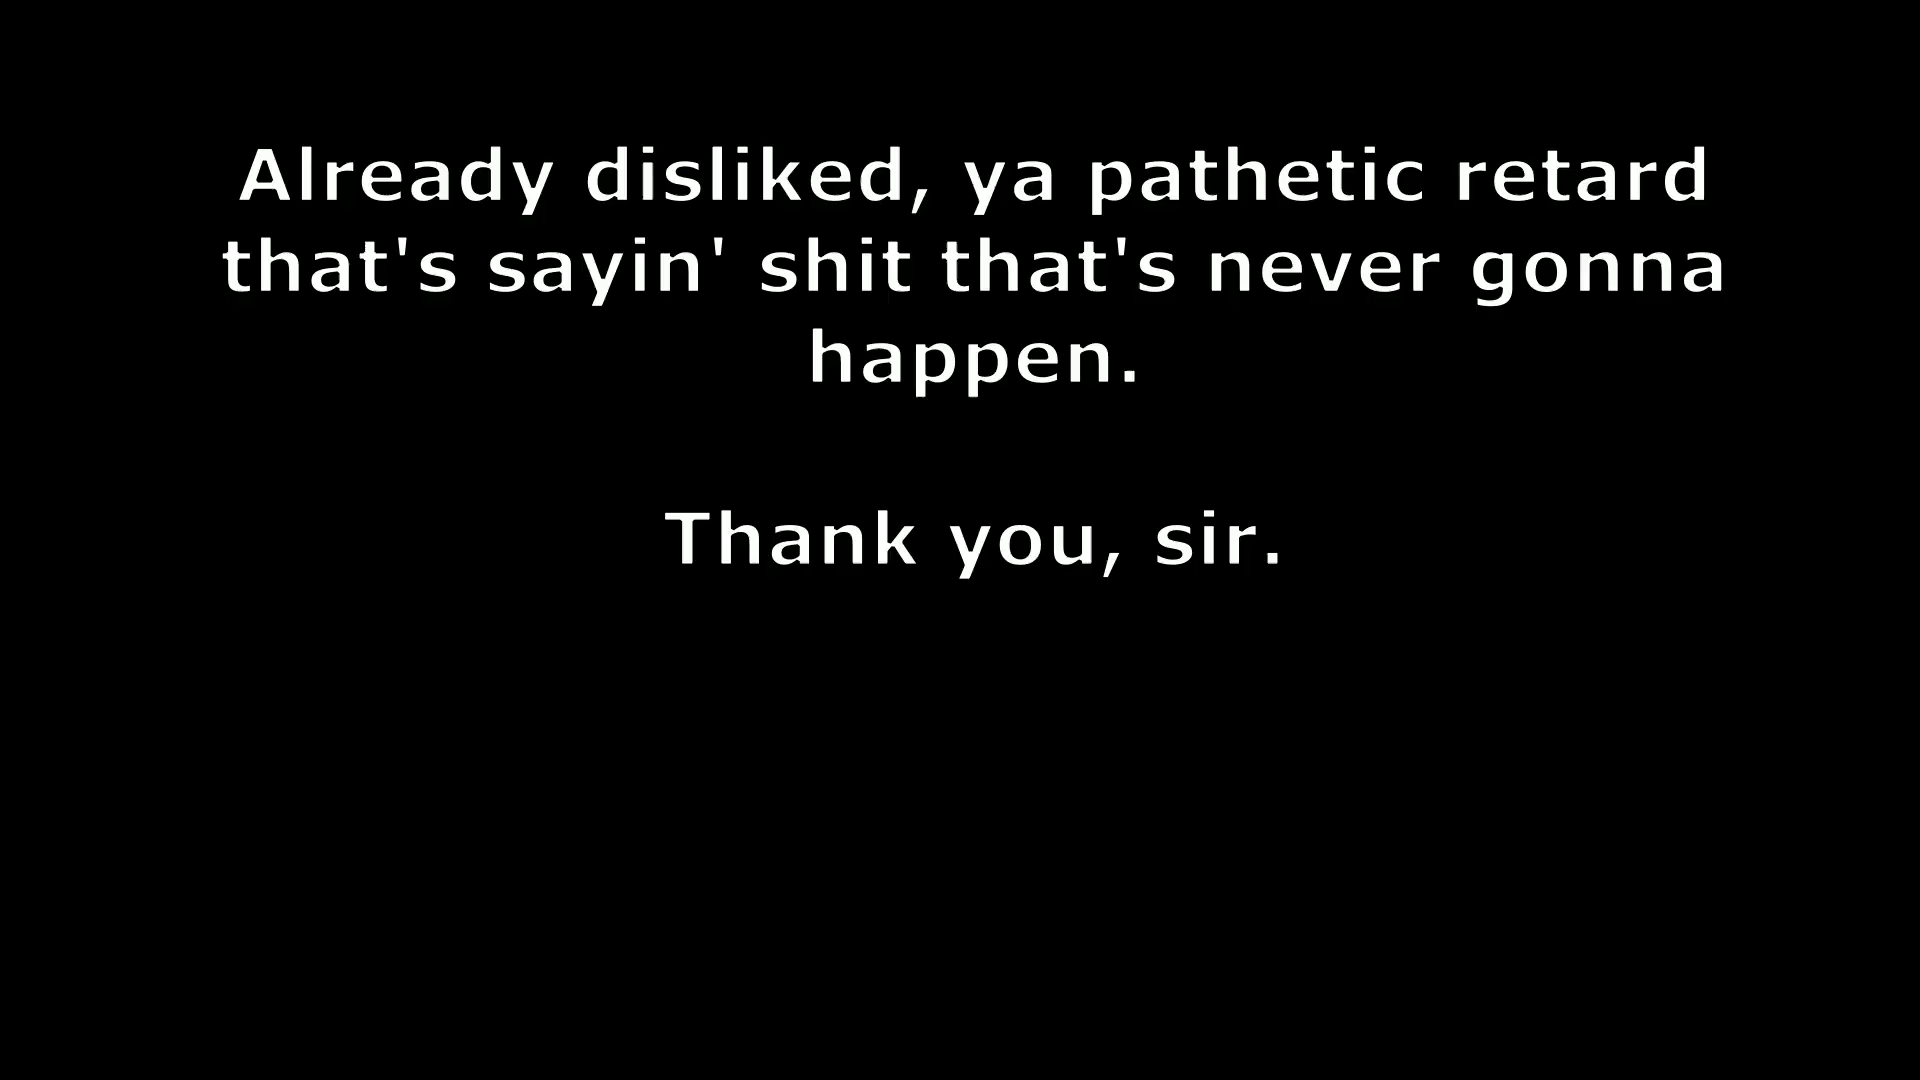 Already disliked, ya pathetic retard
that's sayin' shit that's never gonna
happen.
Thank you, sir.